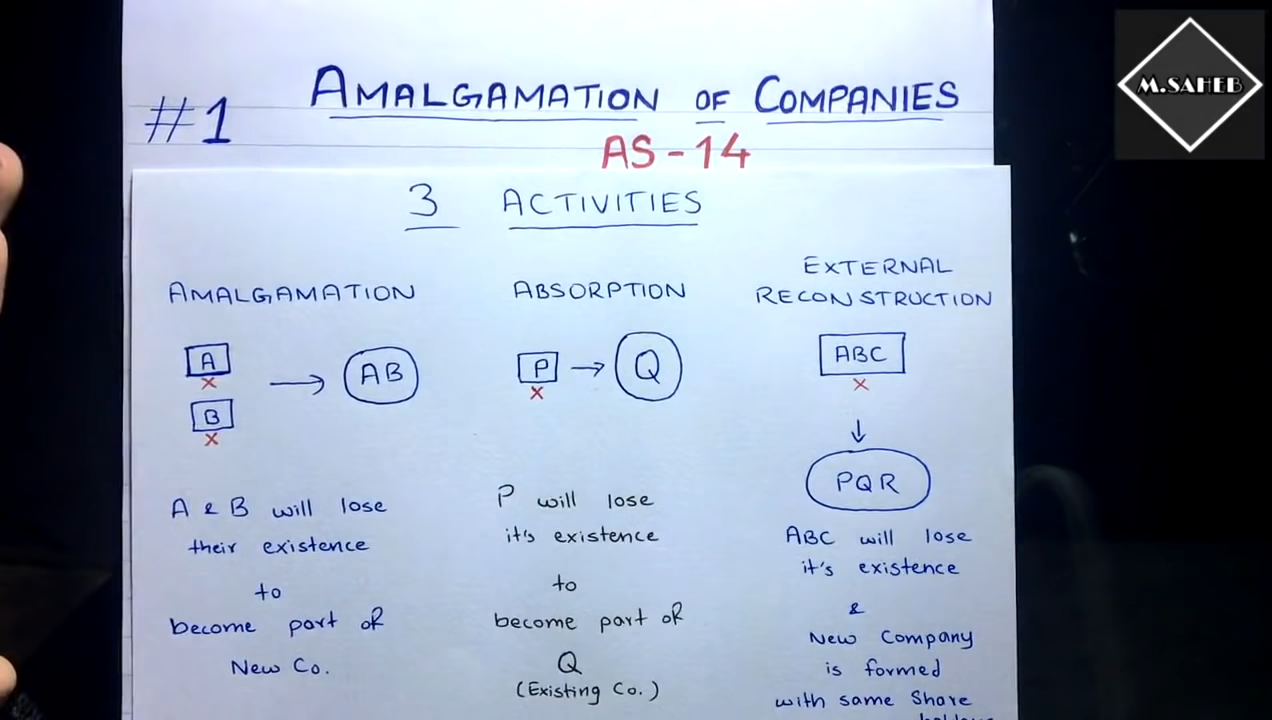 #1 AMALGAMATION OF COMPANIES
AS-14
M.SAHEB
3 ACTIVITIES
AMALGAMATION
A
x
B
x
AB
A & B will lose
their existence
to
become part of
New Co.
ABSORPTION
P
x
Q
P will lose
it's existence
to
become part of
Q
(Existing Co.)
EXTERNAL
RECONSTRUCTION
ABC
x
PQR
ABC will lose
it's existence
&
New Company
is formed
with same Share